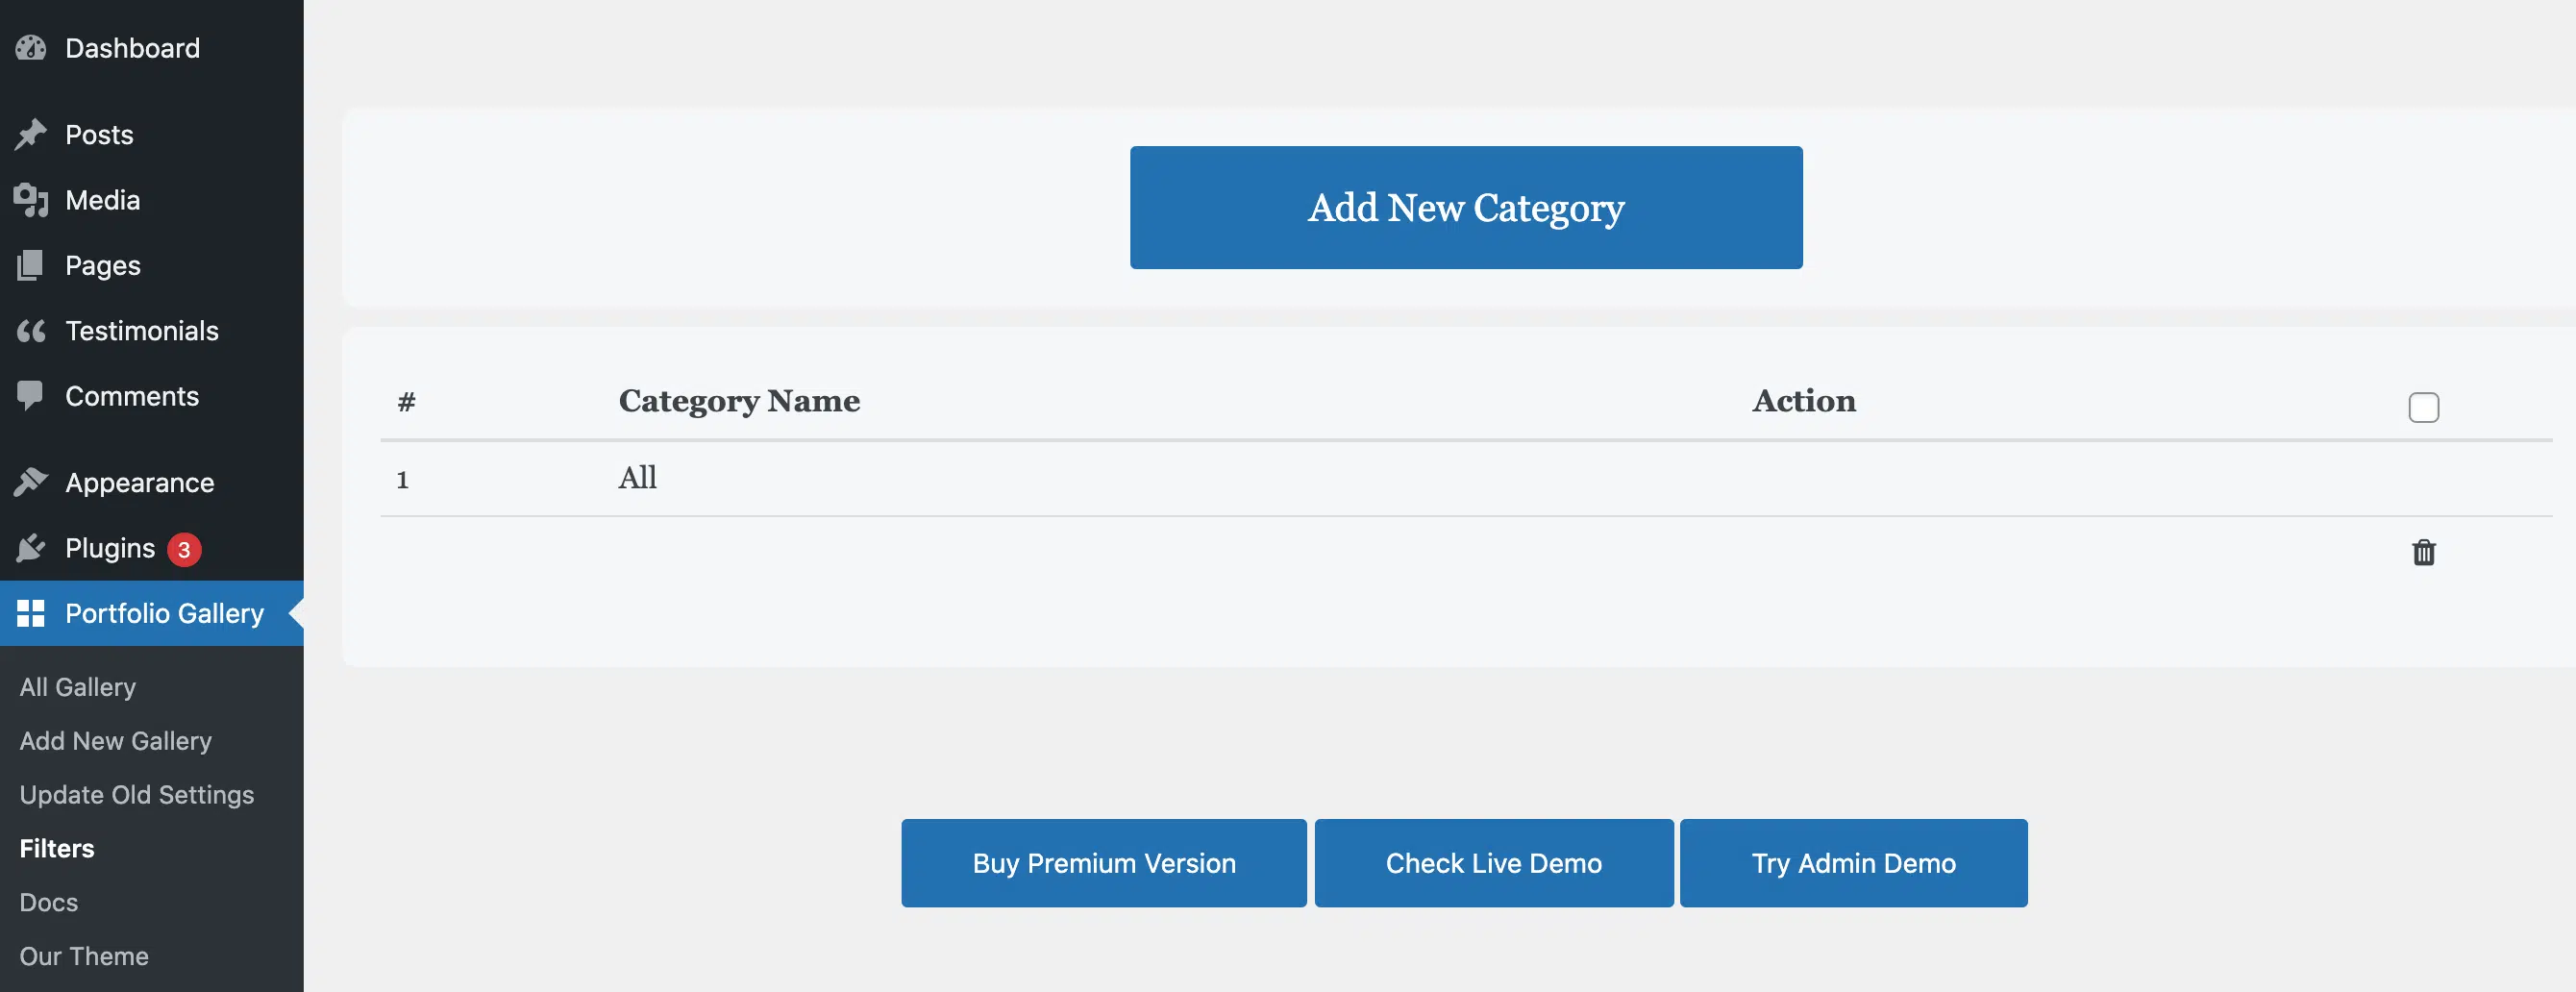 Dashboard
Posts
Media
Pages
Testimonials
Comments
Appearance
Plugins 3
Portfolio Gallery
All Gallery
Add New Gallery
Update Old Settings
Filters
Docs
Our Theme
Add New Category
# Category Name Action
1 All
Buy Premium Version Check Live Demo Try Admin Demo